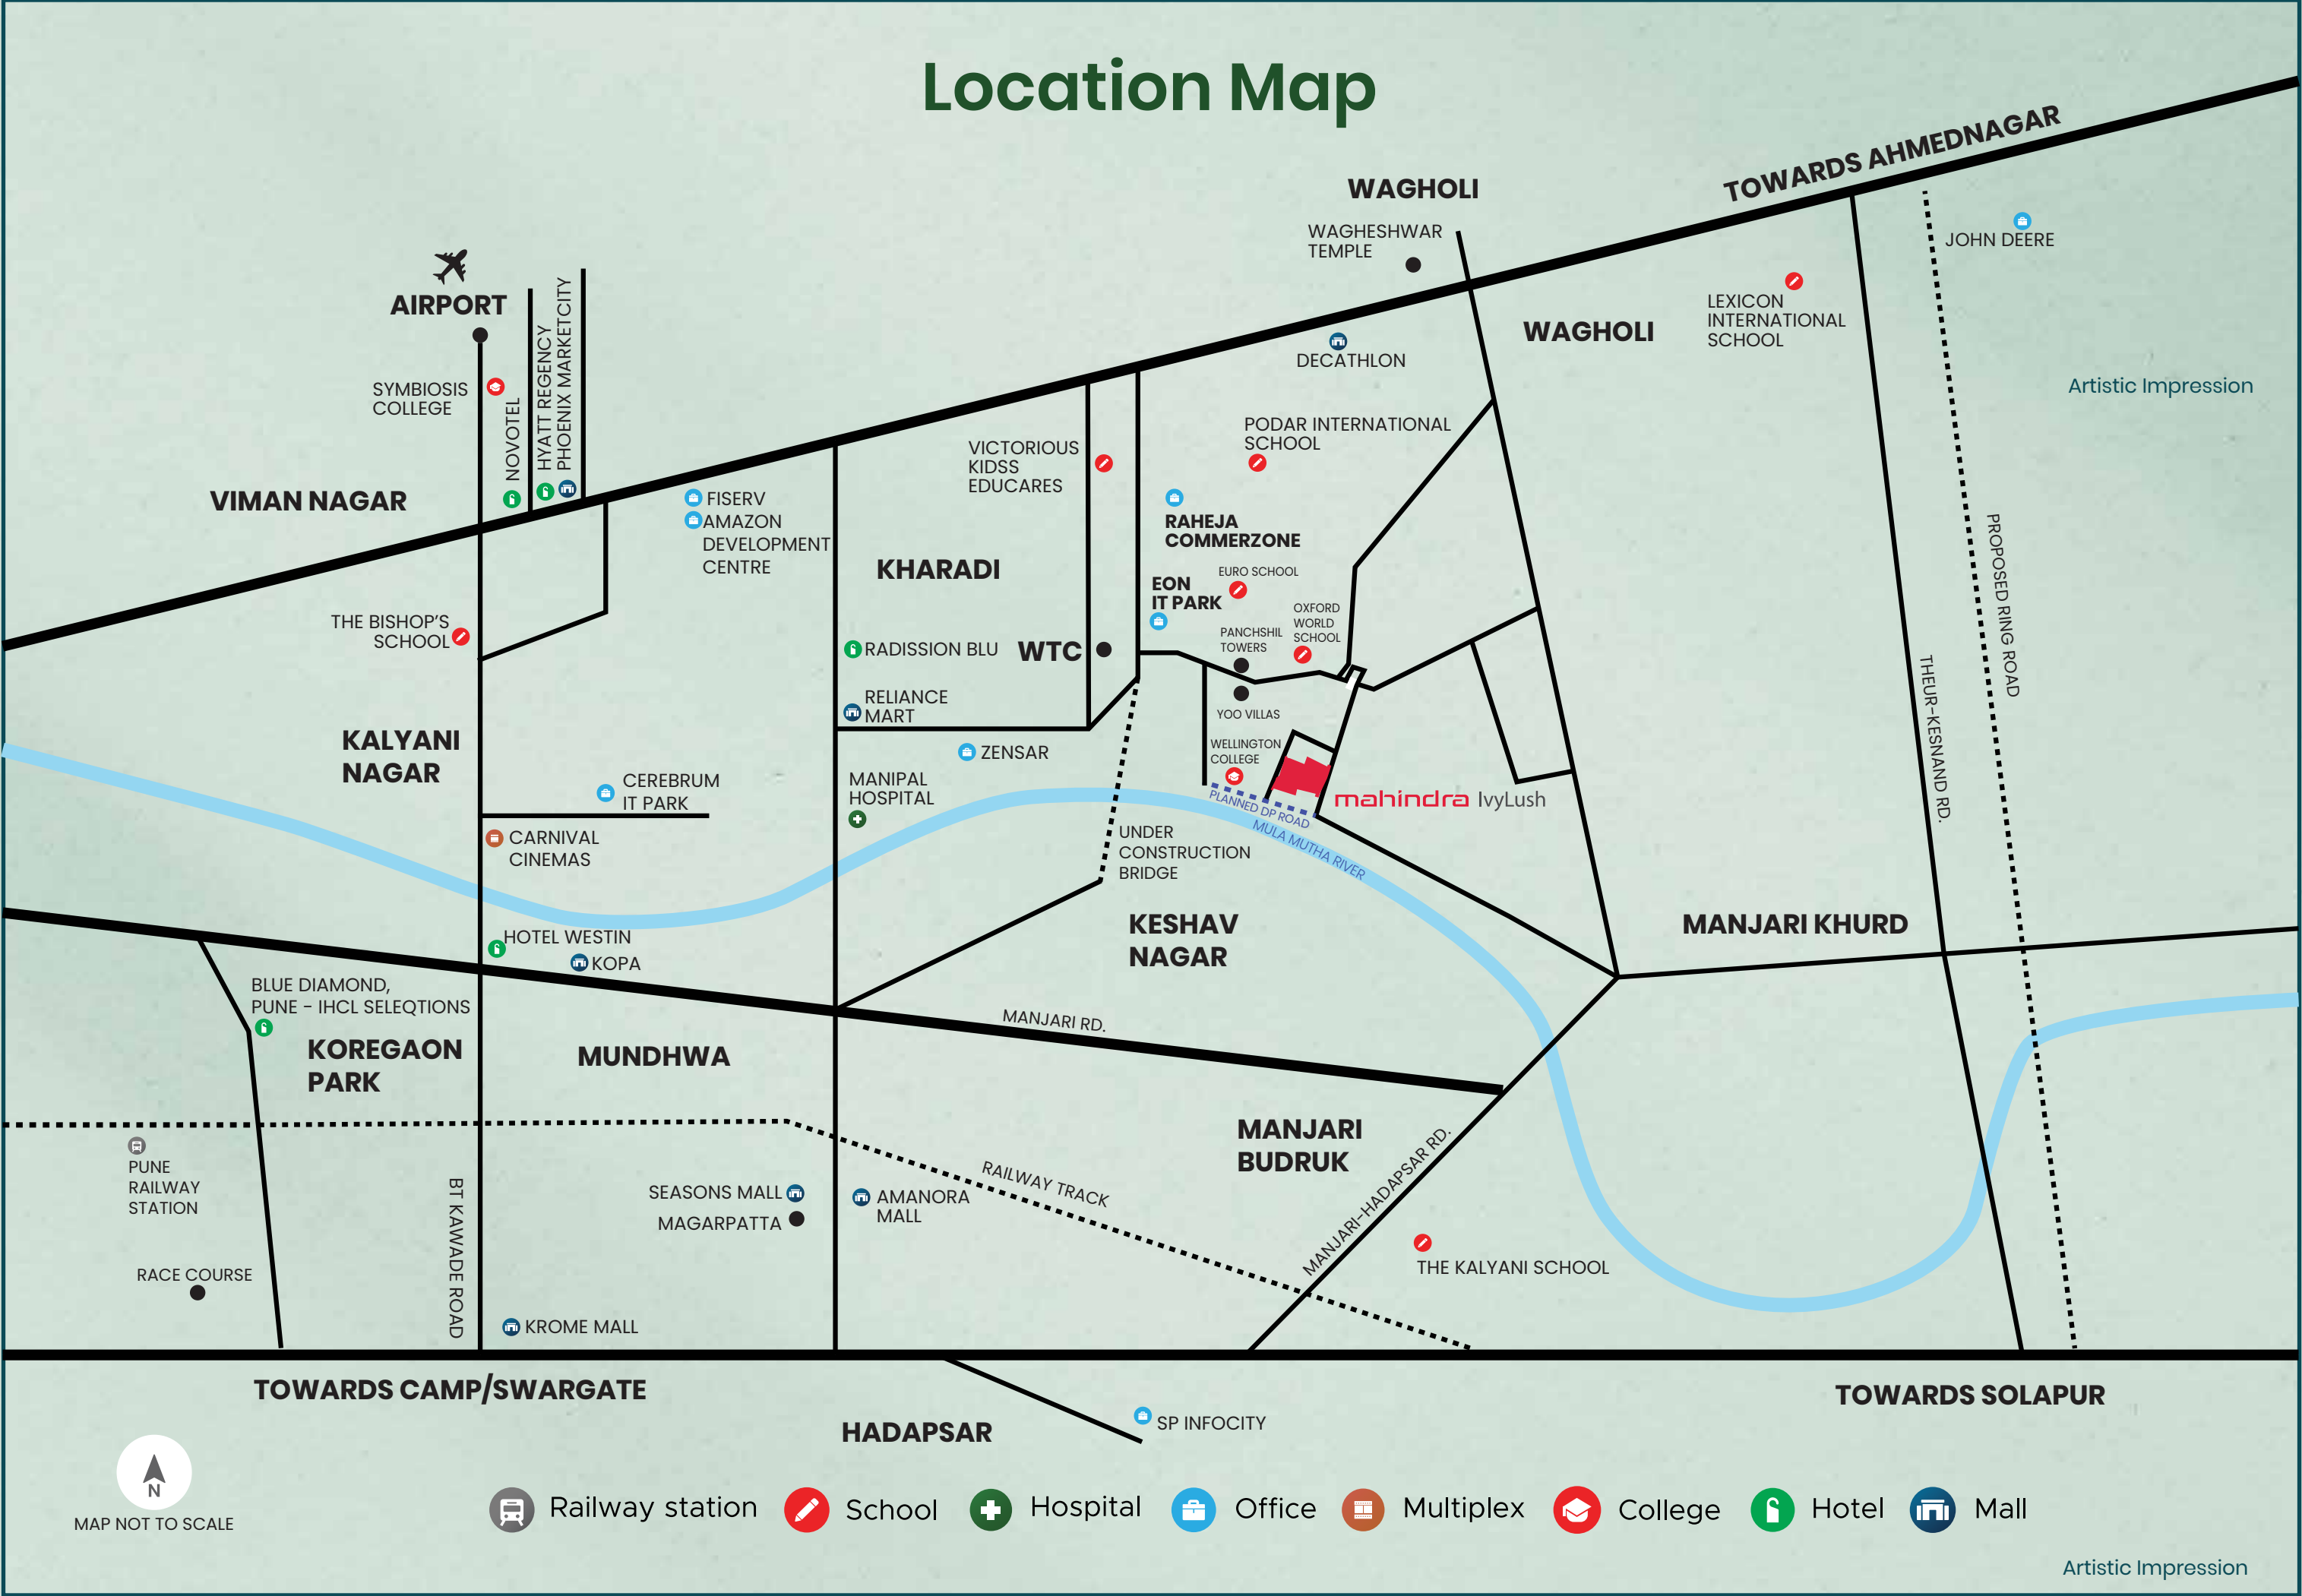 Location Map
TOWARDS AHMEDNAGAR
WAGHOLI
WAGHESHWAR
TEMPLE
JOHN DEERE
AIRPORT
LEXICON
INTERNATIONAL
SCHOOL
WAGHOLI
DECATHLON
Artistic Impression
SYMBIOSIS
COLLEGE
NOVOTEL
HYATT REGENCY
PHOENIX MARKETCITY
VICTORIOUS
KIDSS
EDUCARES
PODAR INTERNATIONAL
SCHOOL
VIMAN NAGAR
FISERV
AMAZON
DEVELOPMENT
CENTRE
RAHEJA
COMMERZONE
KHARADI
EON
IT PARK
EURO SCHOOL
OXFORD
WORLD
SCHOOL
PROPOSED RING ROAD
THE BISHOP'S
SCHOOL
RADISSION BLU
WTC
PANCHSHIL
TOWERS
THEUR-KESNAND RD.
RELIANCE
MART
YOO VILLAS
KALYANI
NAGAR
ZENSAR
WELLINGTON
COLLEGE
CEREBRUM
IT PARK
MANIPAL
HOSPITAL
PLANNED DP ROAD
mahindra IvyLush
MULA MUTHA RIVER
CARNIVAL
CINEMAS
UNDER
CONSTRUCTION
BRIDGE
KESHAV
NAGAR
MANJARI KHURD
HOTEL WESTIN
KOPA
BLUE DIAMOND,
PUNE - IHCL SELEQTIONS
MANJARI RD.
KOREGAON
PARK
MUNDHWA
MANJARI
BUDRUK
PUNE
RAILWAY
STATION
BT KAWADE ROAD
SEASONS MALL
MAGARPATTA
AMANORA
MALL
RAILWAY TRACK
MANJARI-HADAPSAR RD.
THE KALYANI SCHOOL
RACE COURSE
KROME MALL
TOWARDS CAMP/SWARGATE
TOWARDS SOLAPUR
HADAPSAR
SP INFOCITY
N
MAP NOT TO SCALE
Railway station
School
Hospital
Office
Multiplex
College
Hotel
Mall
Artistic Impression